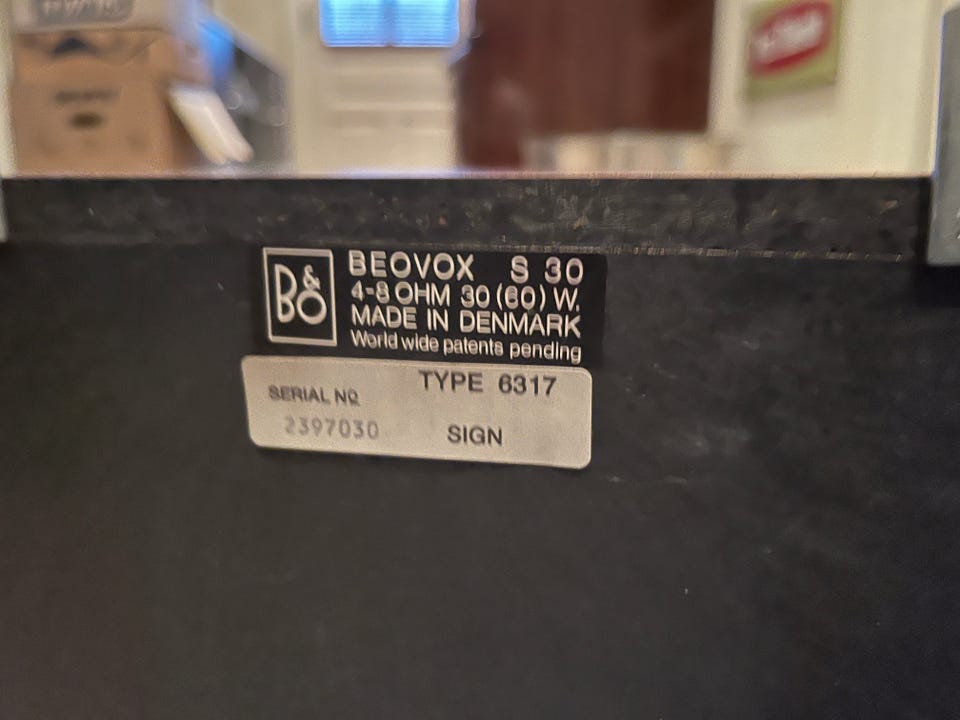 B&O
BEOVOX S 30
4-8 OHM 30 (60) W.
MADE IN DENMARK
World wide patents pending
TYPE 6317
SERIAL NO
2397030
SIGN